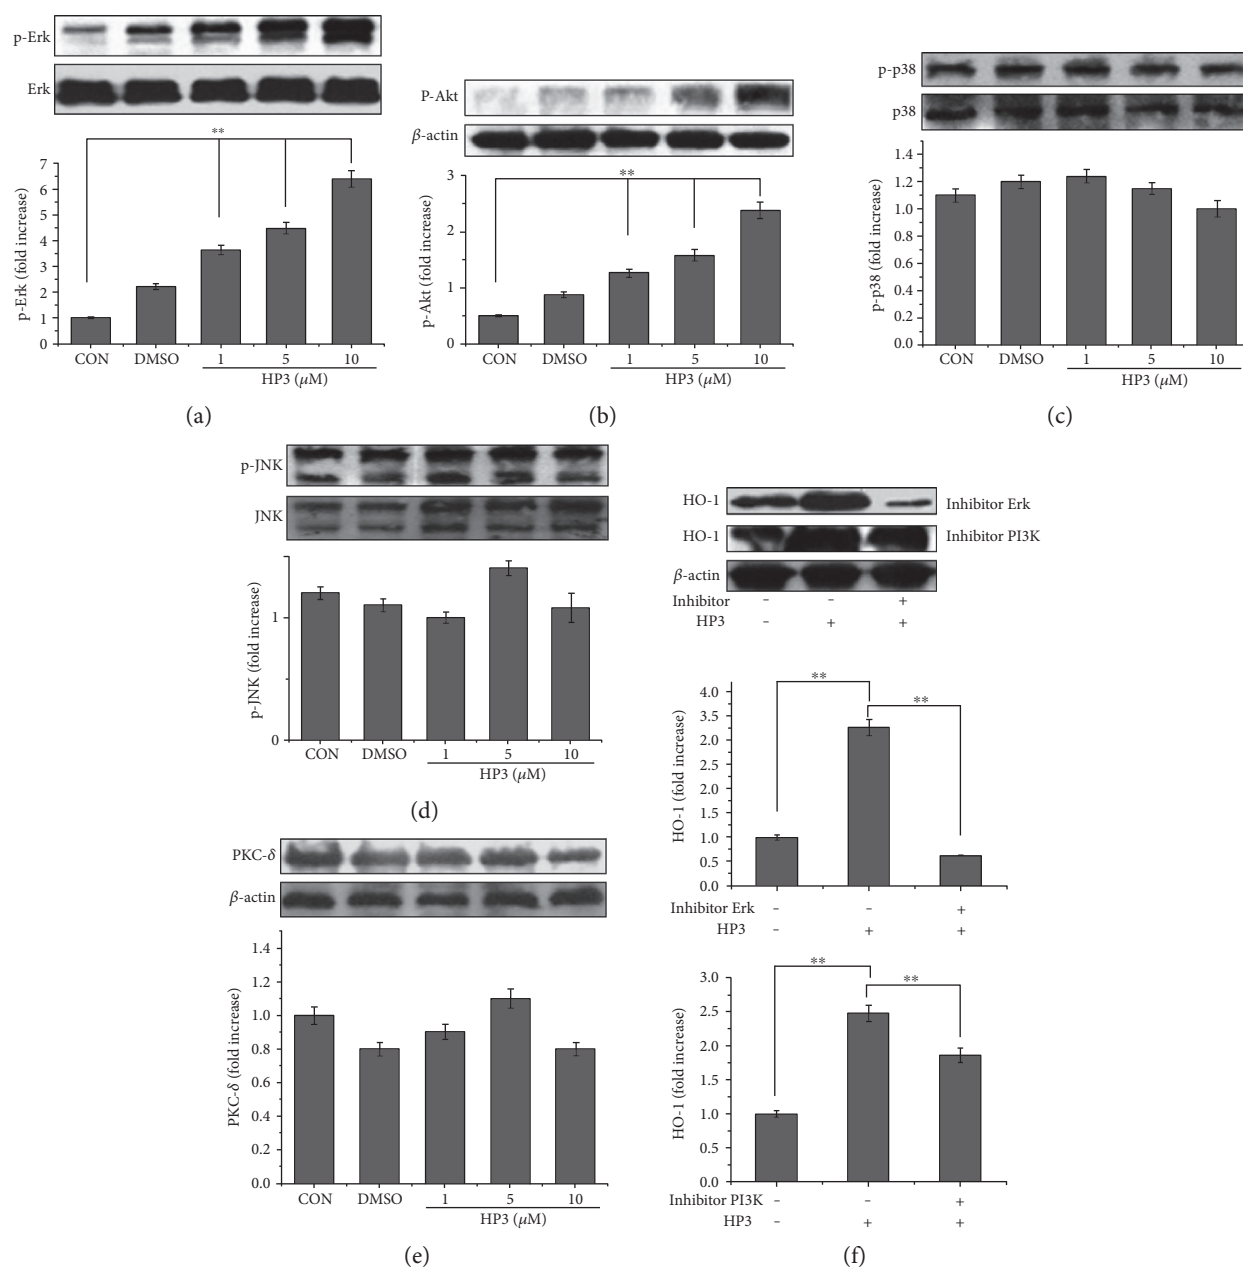 p-Erk
Erk
**
7
6
5
4
3
2
1
0
p-Erk (fold increase)
CON DMSO 1 5 10
HP3 (μM)
(a)
P-Akt
β-actin
**
3
2
1
0
p-Akt (fold increase)
CON DMSO 1 5 10
HP3 (μM)
(b)
p-p38
p38
1.4
1.2
1.0
0.8
0.6
0.4
0.2
0.0
p-p38 (fold increase)
CON DMSO 1 5 10
HP3 (μM)
(c)
p-JNK
JNK
1
0
p-JNK (fold increase)
CON DMSO 1 5 10
HP3 (μM)
(d)
PKC-δ
β-actin
1.4
1.2
1.0
0.8
0.6
0.4
0.2
0.0
PKC-δ (fold increase)
CON DMSO 1 5 10
HP3 (μM)
(e)
HO-1 Inhibitor Erk
HO-1 Inhibitor PI3K
β-actin
Inhibitor – – +
HP3 – + +
** **
4.0
3.5
2.0
2.0
1.5
1.0
0.5
0.0
HO-1 (fold increase)
Inhibitor Erk – – +
HP3 – + +
** **
3.0
2.5
2.0
1.5
1.0
0.5
0.0
HO-1 (fold increase)
Inhibitor PI3K – – +
HP3 – + +
(f)